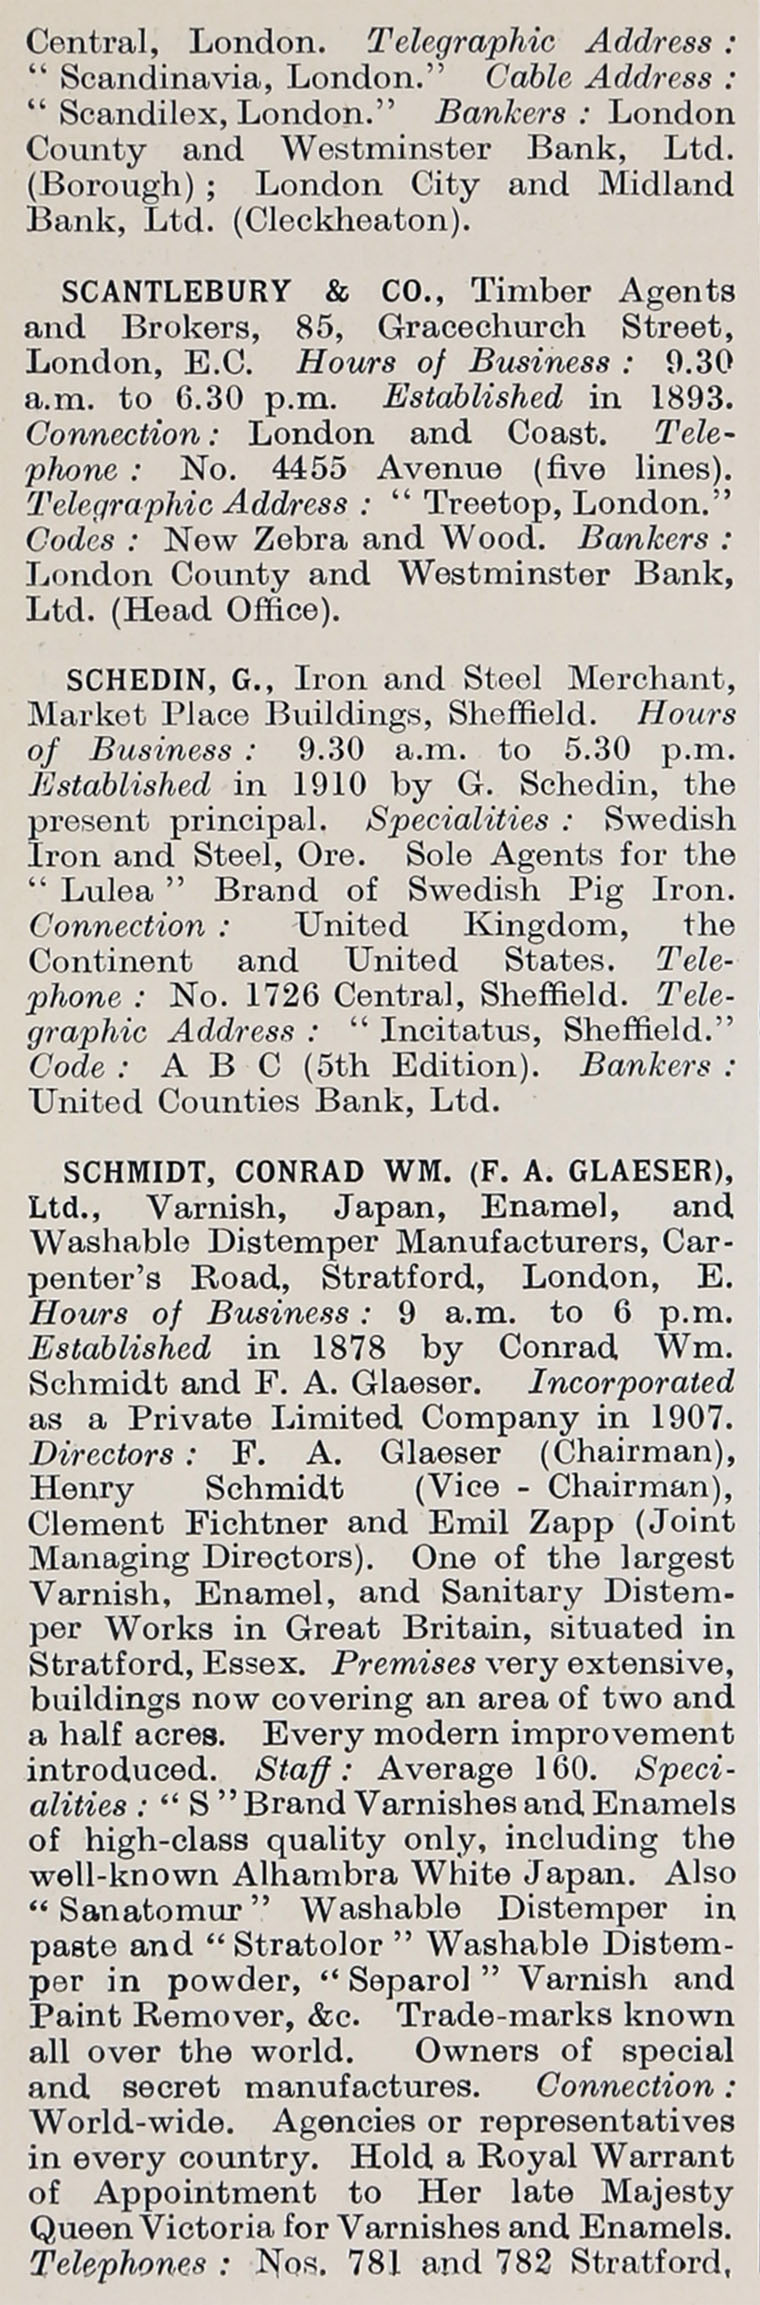 Central, London. Telegraphic Address :
“ Scandinavia, London.” Cable Address :
“ Scandilex, London.” Bankers : London
County and Westminster Bank, Ltd.
(Borough) ; London City and Midland
Bank, Ltd. (Cleckheaton).
SCANTLEBURY & CO., Timber Agents
and Brokers, 85, Gracechurch Street,
London, E.C. Hours of Business : 9.30
a.m. to 6.30 p.m. Established in 1893.
Connection : London and Coast. Tele-
phone : No. 4455 Avenue (five lines).
Telegraphic Address : “ Treetop, London.”
Codes : New Zebra and Wood. Bankers :
London County and Westminster Bank,
Ltd. (Head Office).
SCHEDIN, G., Iron and Steel Merchant,
Market Place Buildings, Sheffield. Hours
of Business : 9.30 a.m. to 5.30 p.m.
Established in 1910 by G. Schedin, the
present principal. Specialities : Swedish
Iron and Steel, Ore. Sole Agents for the
“ Lulea ” Brand of Swedish Pig Iron.
Connection : United Kingdom, the
Continent and United States. Tele-
phone : No. 1726 Central, Sheffield. Tele-
graphic Address : “ Incitatus, Sheffield.”
Code : A B C (5th Edition). Bankers :
United Counties Bank, Ltd.
SCHMIDT, CONRAD WM. (F. A. GLAESER),
Ltd., Varnish, Japan, Enamel, and
Washable Distemper Manufacturers, Car-
penter’s Road, Stratford, London, E.
Hours of Business : 9 a.m. to 6 p.m.
Established in 1878 by Conrad Wm.
Schmidt and F. A. Glaeser. Incorporated
as a Private Limited Company in 1907.
Directors : F. A. Glaeser (Chairman),
Henry Schmidt (Vice - Chairman),
Clement Fichtner and Emil Zapp (Joint
Managing Directors). One of the largest
Varnish, Enamel, and Sanitary Distem-
per Works in Great Britain, situated in
Stratford, Essex. Premises very extensive,
buildings now covering an area of two and
a half acres. Every modern improvement
introduced. Staff : Average 160. Speci-
alities : “ S ” Brand Varnishes and Enamels
of high-class quality only, including the
well-known Alhambra White Japan. Also
“ Sanatomur ” Washable Distemper in
paste and “ Stratolor ” Washable Distem-
per in powder, “ Separol ” Varnish and
Paint Remover, &c. Trade-marks known
all over the world. Owners of special
and secret manufactures. Connection :
World-wide. Agencies or representatives
in every country. Hold a Royal Warrant
of Appointment to Her late Majesty
Queen Victoria for Varnishes and Enamels.
Telephones : Nos. 781 and 782 Stratford,